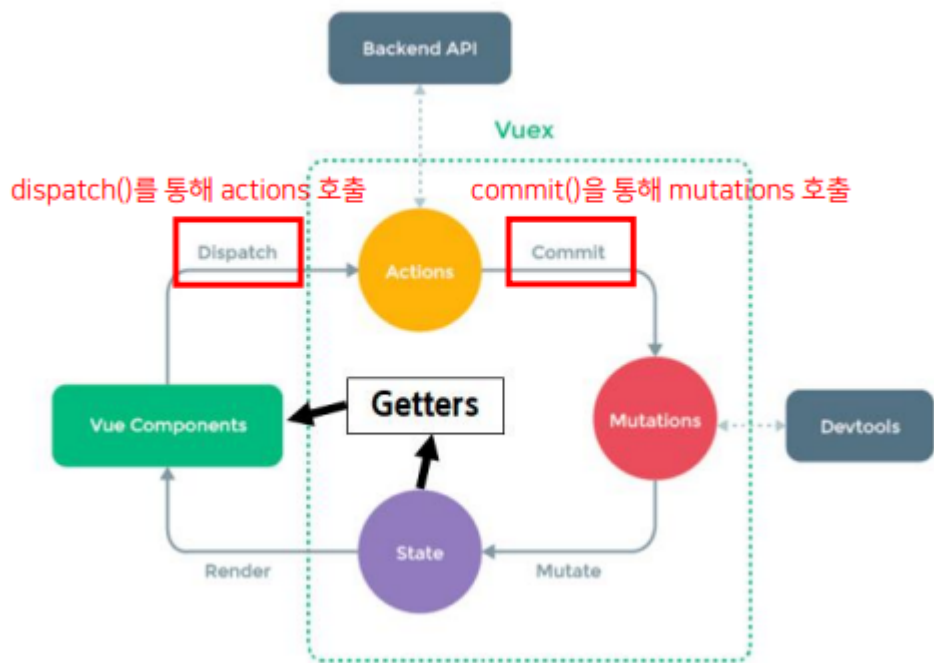 Backend API
Vuex
dispatch()를 통해 actions 호출
commit()을 통해 mutations 호출
Dispatch
Actions
Commit
Getters
Vue Components
Mutations
Devtools
State
Render
Mutate